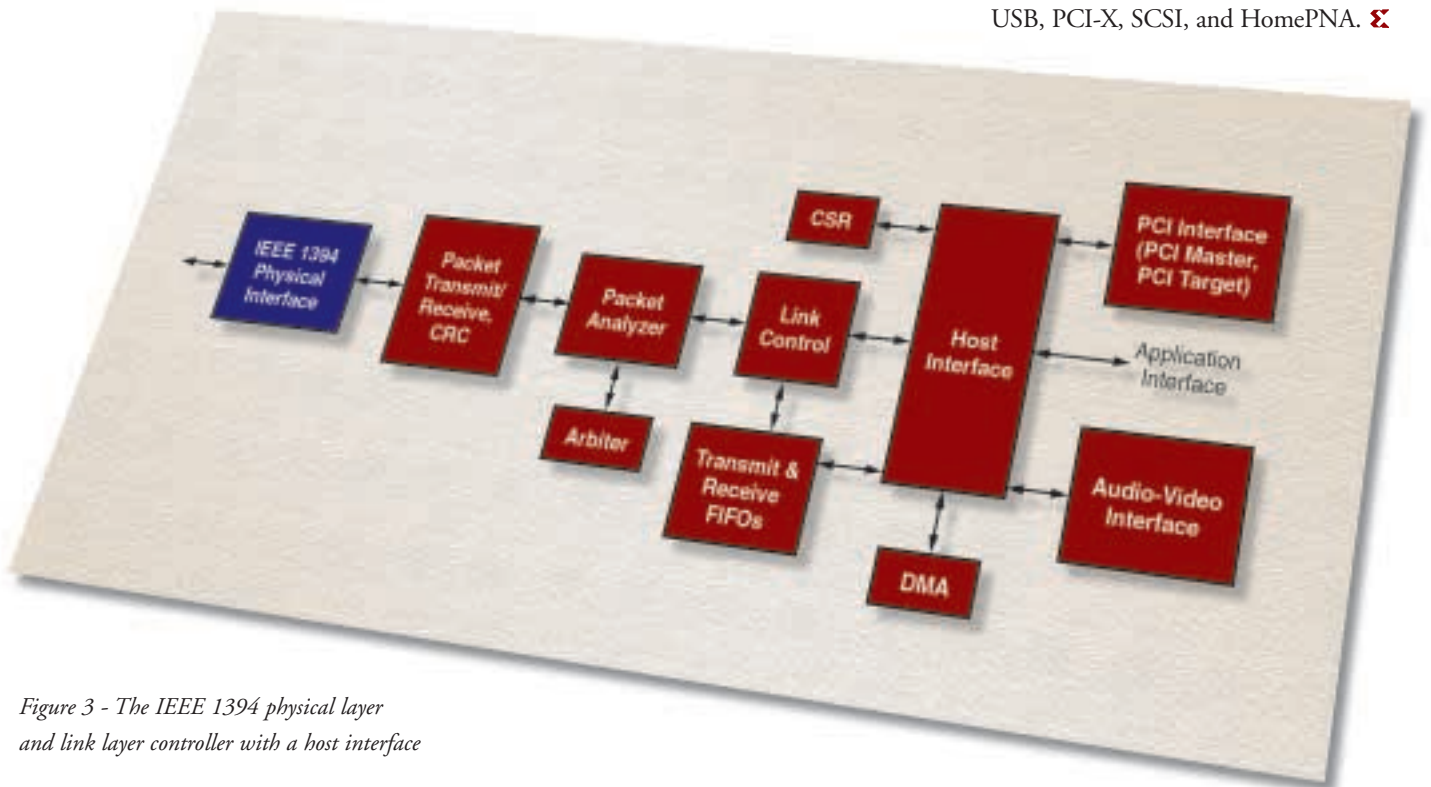 USB, PCI-X, SCSI, and HomePNA.
IEEE 1394
Physical
Interface
Packet
Transmit/
Receive,
CRC
Packet
Analyzer
Arbiter
CSR
Link
Control
Transmit &
Receive
FIFOs
Host
Interface
DMA
PCI Interface
(PCI Master,
PCI Target)
Application
Interface
Audio-Video
Interface
Figure 3 - The IEEE 1394 physical layer
and link layer controller with a host interface